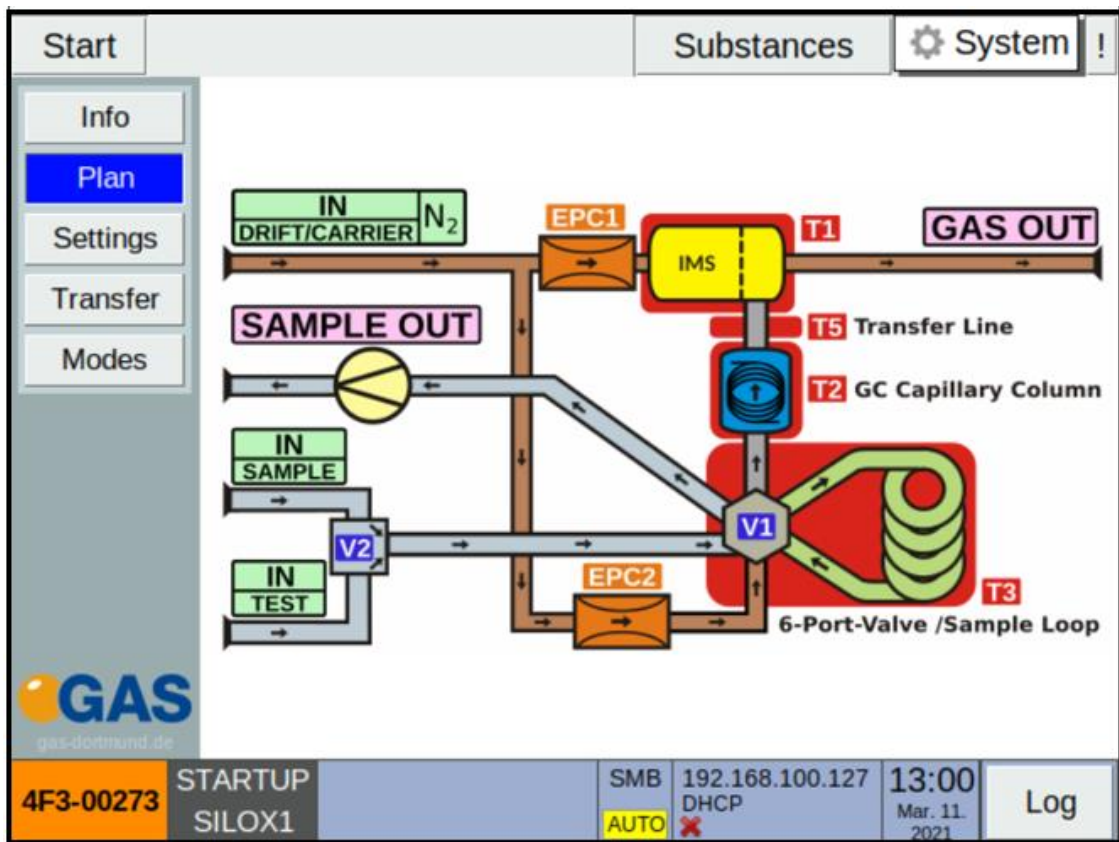 Start
Substances
System
!
Info
Plan
Settings
Transfer
Modes
IN
DRIFT/CARRIER
N2
EPC1
IMS
T1
GAS OUT
SAMPLE OUT
T5 Transfer Line
T2 GC Capillary Column
IN
SAMPLE
V2
V1
IN
TEST
EPC2
T3
6-Port-Valve /Sample Loop
GAS
gas-dortmund.de
4F3-00273
STARTUP
SILOX1
SMB
AUTO
192.168.100.127
DHCP
13:00
Mar. 11.
2021
Log